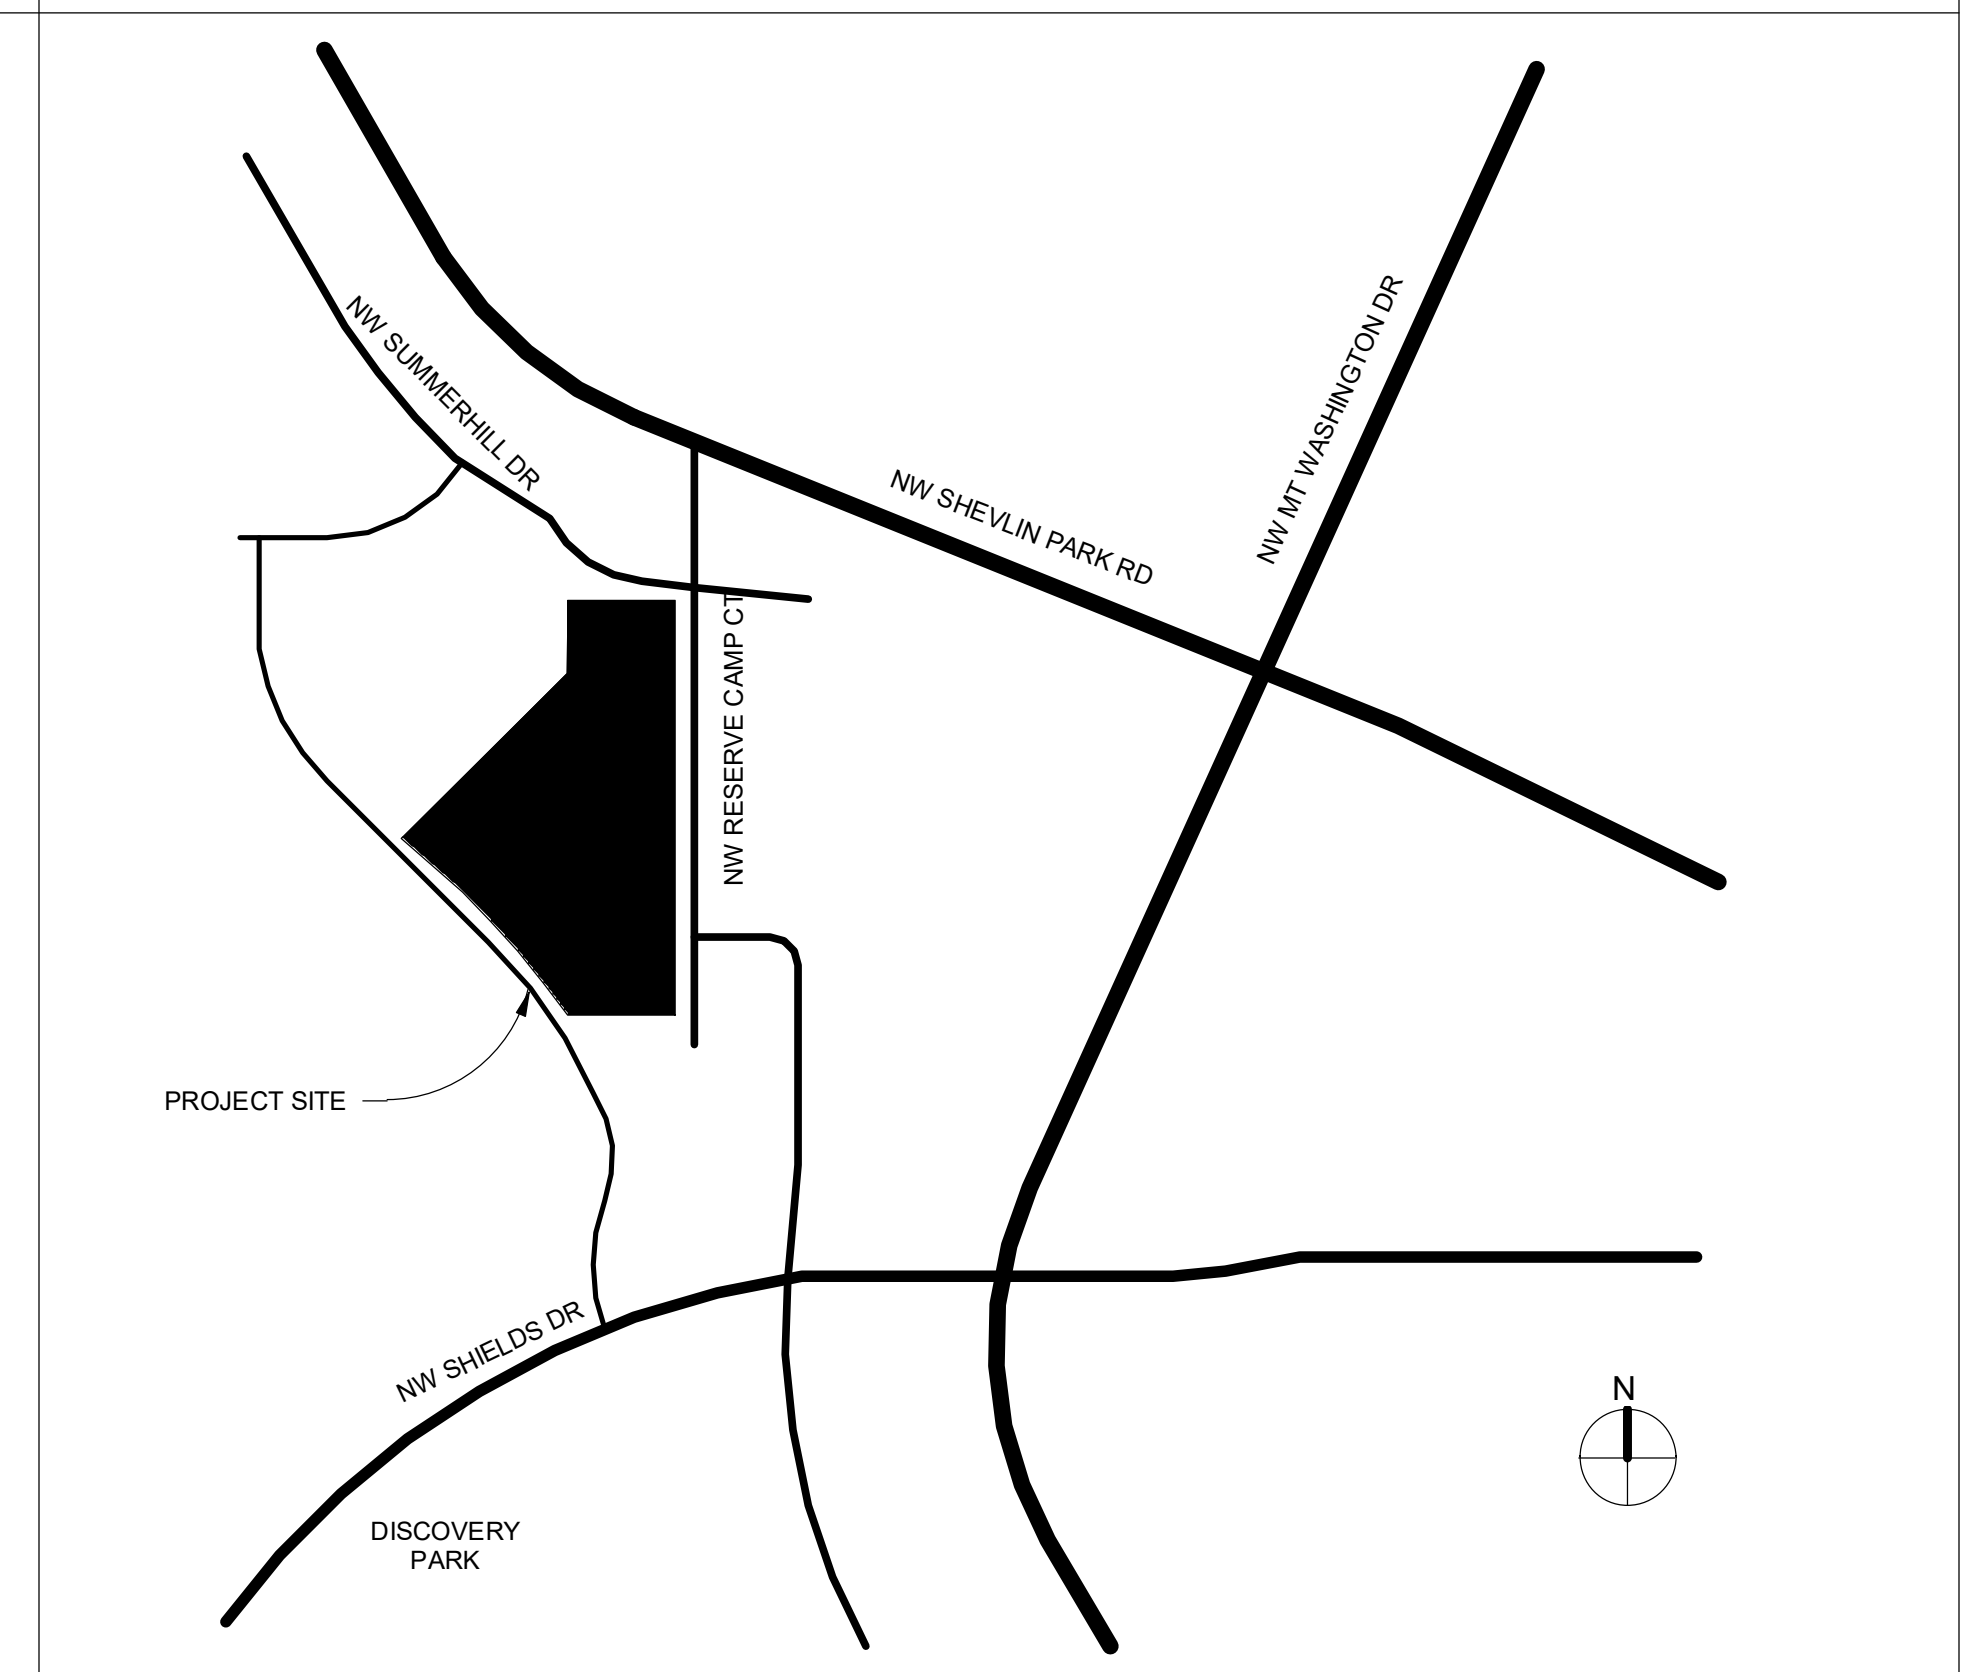 NW SUMMERHILL DR
NW SHEVLIN PARK RD
NW MT WASHINGTON DR
NW RESERVE CAMP CT
PROJECT SITE
NW SHIELDS DR
N
DISCOVERY
PARK